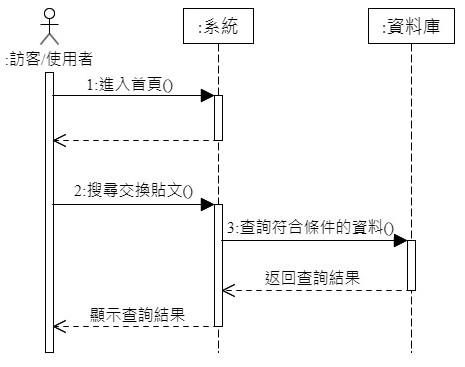 :系統
:資料庫
:訪客/使用者
1:進入首頁()
2:搜尋交換貼文()
3:查詢符合條件的資料()
返回查詢結果
顯示查詢結果